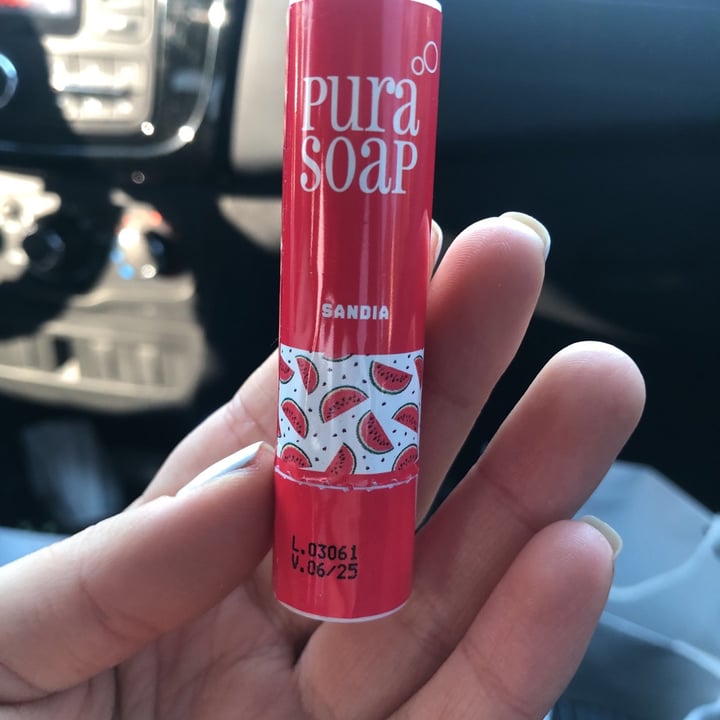 Pura
SOAP
SANDIA
L.03061
V.06/25